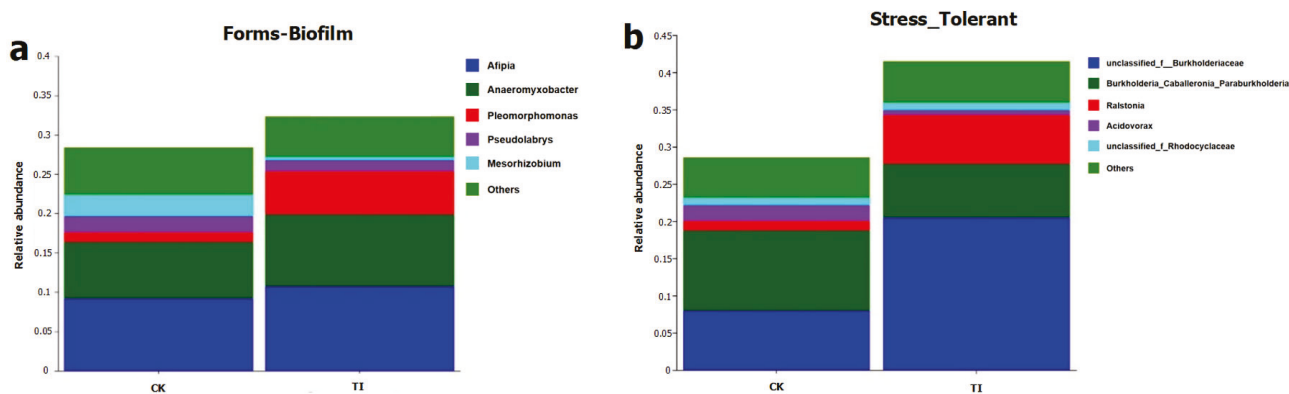 a
Forms-Biofilm
Relative abundance
0.4
0.35
0.3
0.25
0.2
0.15
0.1
0.05
0
CK
TI
Afipia
Anaeromyxobacter
Pleomorphomonas
Pseudolabrys
Mesorhizobium
Others
b
Stress_Tolerant
Relative abundance
0.45
0.4
0.35
0.3
0.25
0.2
0.15
0.1
0.05
0
CK
TI
unclassified_f__Burkholderiaceae
Burkholderia_Caballeronia_Paraburkholderia
Ralstonia
Acidovorax
unclassified_f_Rhodocyclaceae
Others